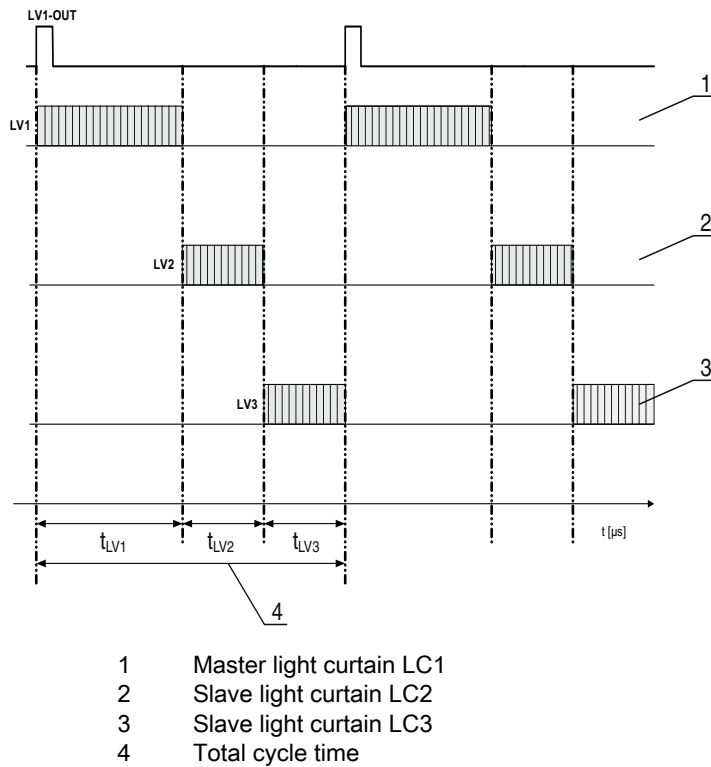 LV1-OUT
LV1
1
LV2
2
LV3
3
tLV1 tLV2 tLV3
t [µs]
4
1 Master light curtain LC1
2 Slave light curtain LC2
3 Slave light curtain LC3
4 Total cycle time